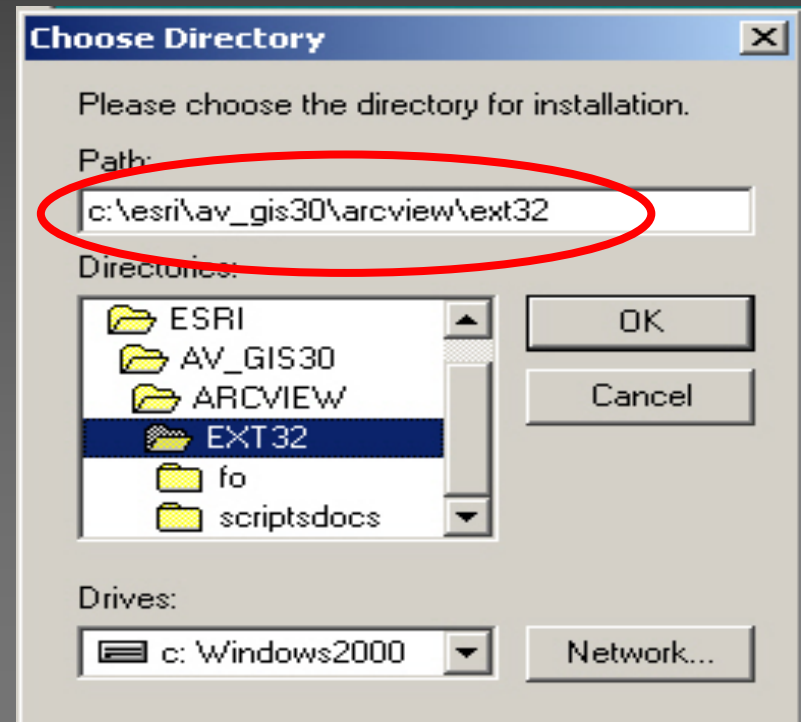 Choose Directory
Please choose the directory for installation.
Path:
c:\esri\av_gis30\arcview\ext32
Directories:
ESRI
AV_GIS30
ARCVIEW
EXT32
fo
scriptsdocs
OK
Cancel
Drives:
c: Windows2000
Network...